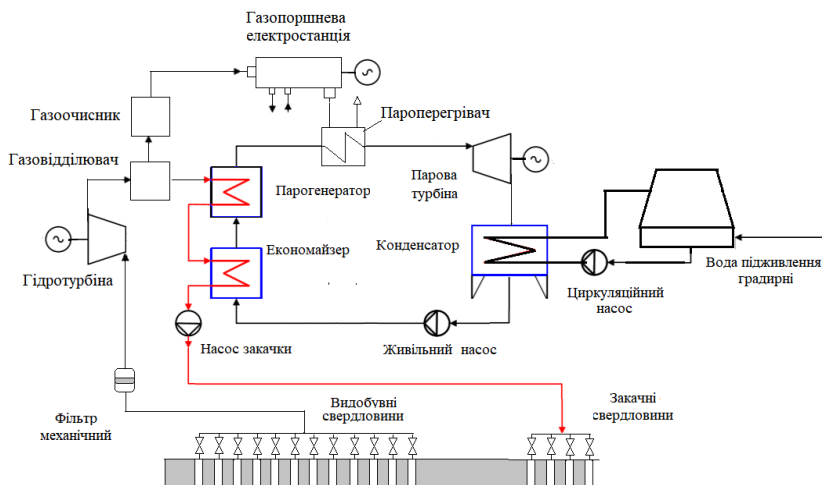 Газопоршнева
електростанція
Газоочисник
Пароперегрівач
Газовідділювач
Парогенератор
Парова
турбіна
Економайзер
Конденсатор
Гідротурбіна
Вода підживлення
градирні
Циркуляційний
насос
Насос закачки
Живільний насос
Видобувні
свердловини
Закачні
свердловини
Фільтр
механічний